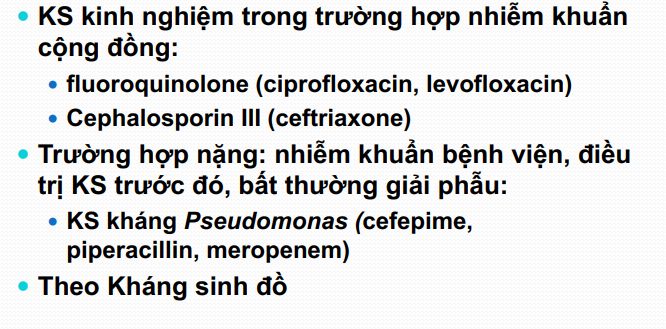 • KS kinh nghiệm trong trường hợp nhiễm khuẩn
cộng đồng:
• fluoroquinolone (ciprofloxacin, levofloxacin)
• Cephalosporin III (ceftriaxone)
• Trường hợp nặng: nhiễm khuẩn bệnh viện, điều
trị KS trước đó, bất thường giải phẫu:
• KS kháng Pseudomonas (cefepime,
piperacillin, meropenem)
• Theo Kháng sinh đồ